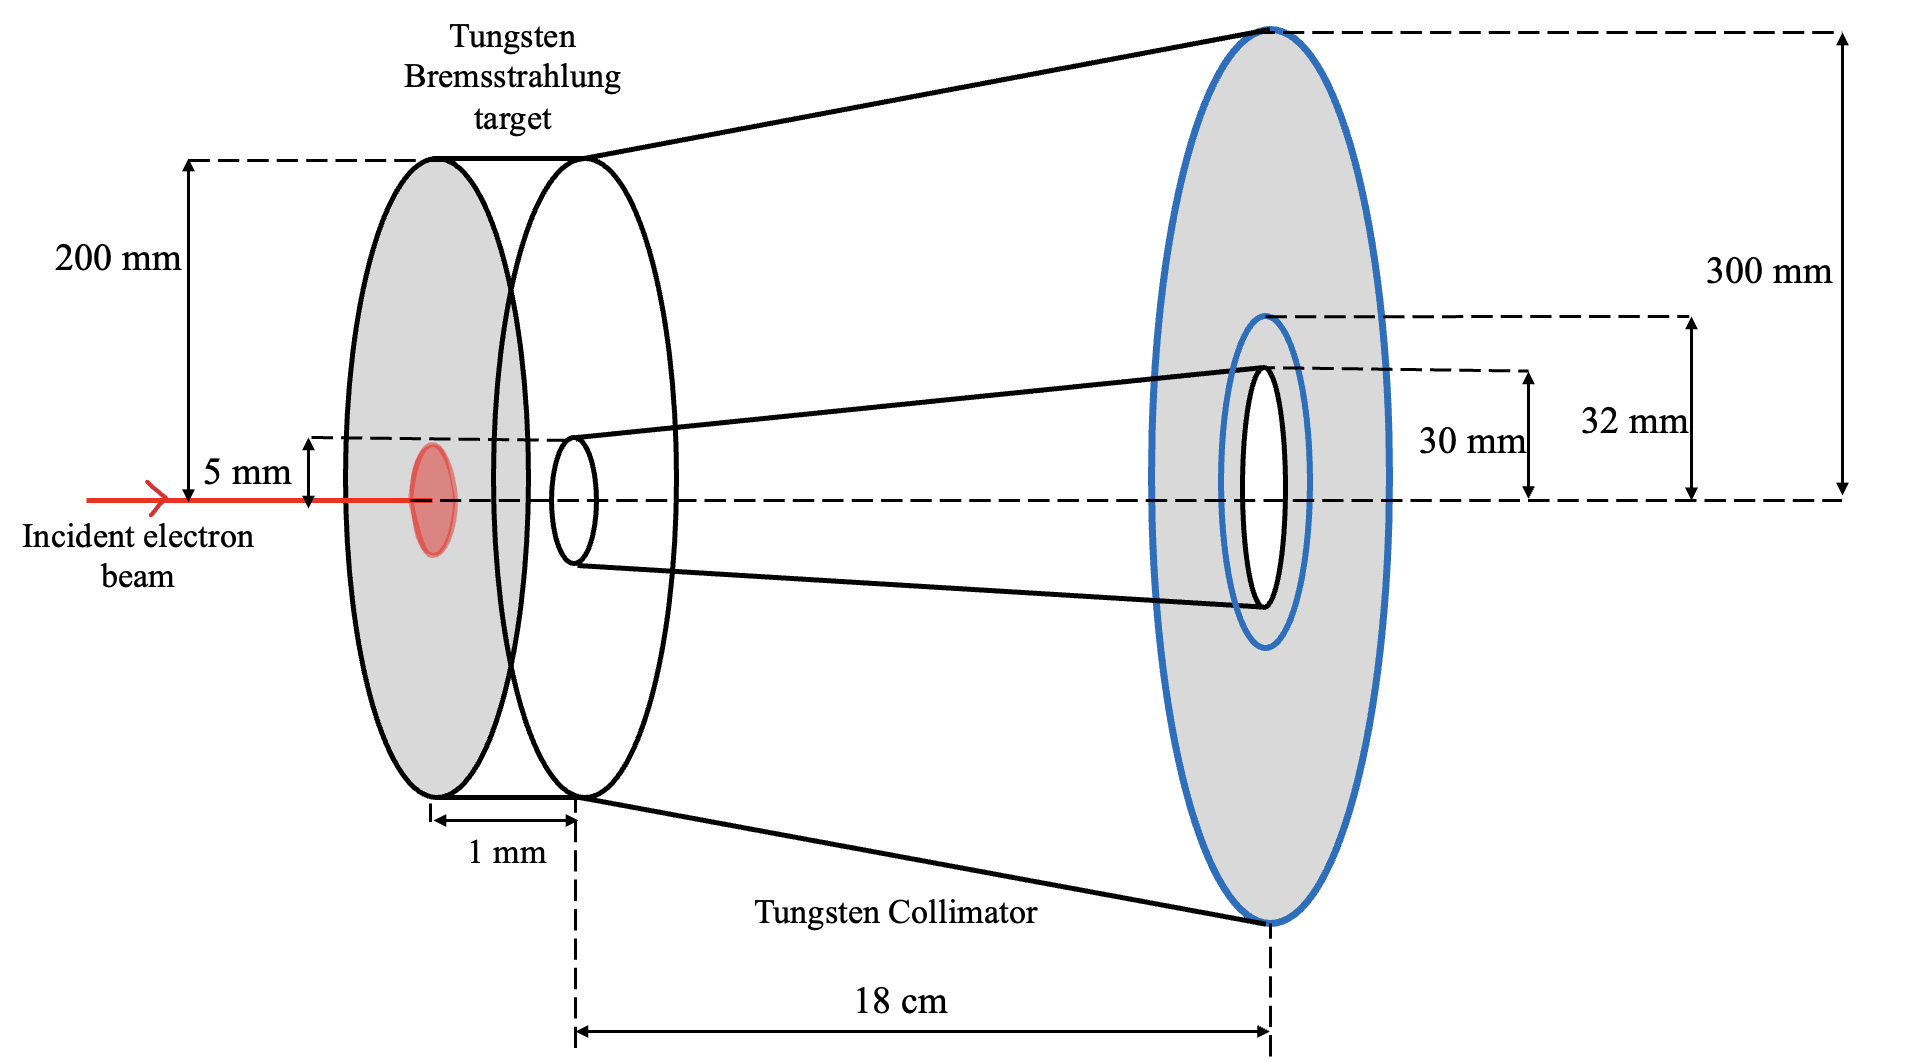 Tungsten
Bremsstrahlung
target
200 mm
300 mm
5 mm
30 mm
32 mm
Incident electron
beam
1 mm
Tungsten Collimator
18 cm